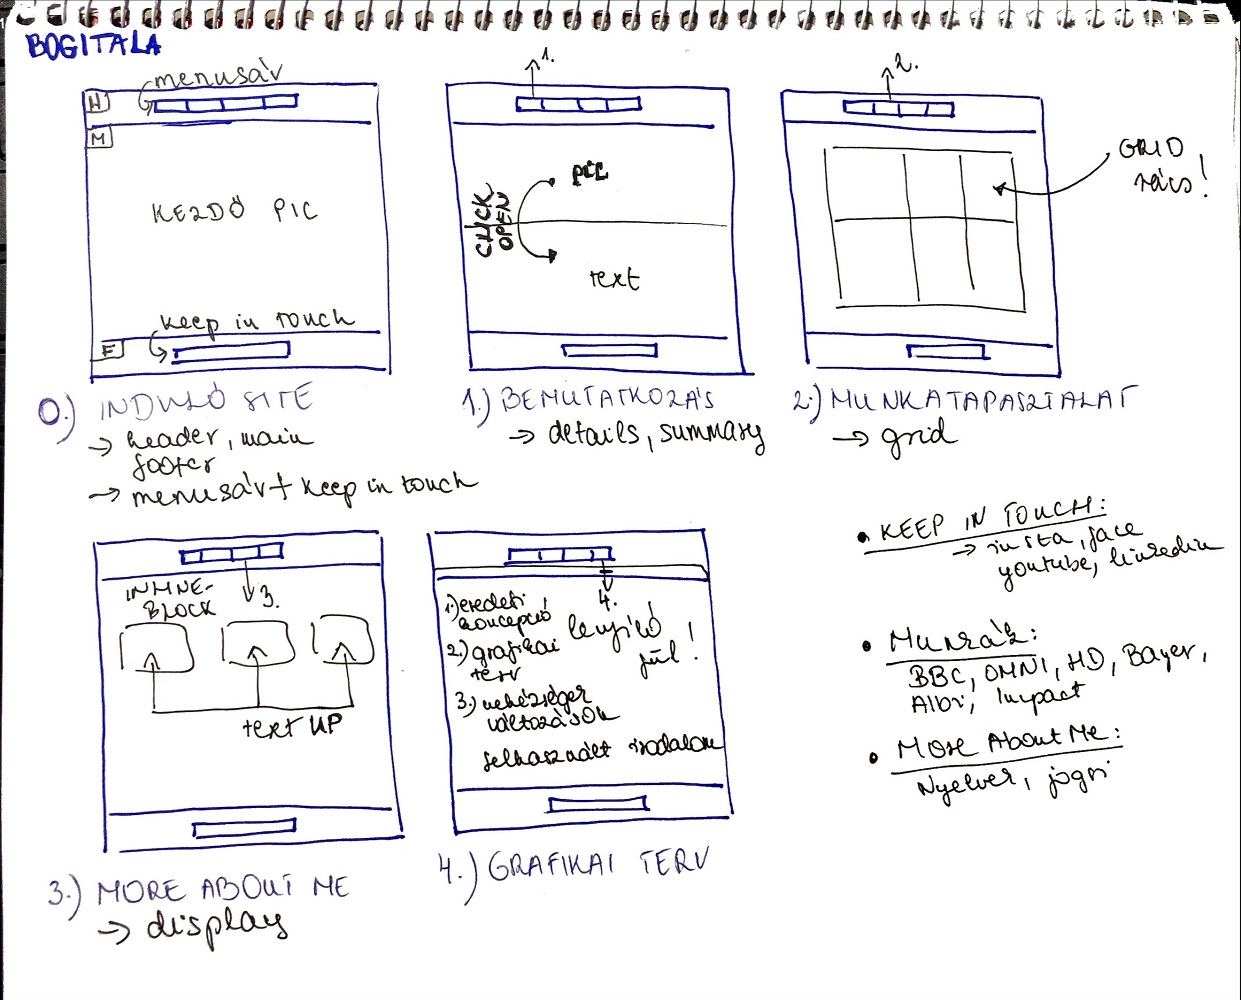 BOGITALA
menusáv
H
M
KEZDŐ PIC
keep in touch
F
0.) INDULÓ SITE
→ header, main
footer
→ menusáv + keep in touch
1.
PIC
CLICK
OPEN
text
1.) BEMUTATKOZÁS
→ details, summary
2.
GRID
rács!
2.) MUNKATAPASZTALAT
→ grid
INLINE-
BLOCK
3.
text UP
3.) MORE ABOUT ME
→ display
4.
1) eredeti
koncepció
2.) grafikai
terv
3.) nehézségek
változások
felhasznált irodalom
4.) GRAFIKAI TERV
• KEEP IN TOUCH:
→ insta, face
youtube, linkedin
• Munkák:
BBC, OMNI, HD, Bayer,
Albi, Impact
• More About Me:
Nyelvek, jogsi